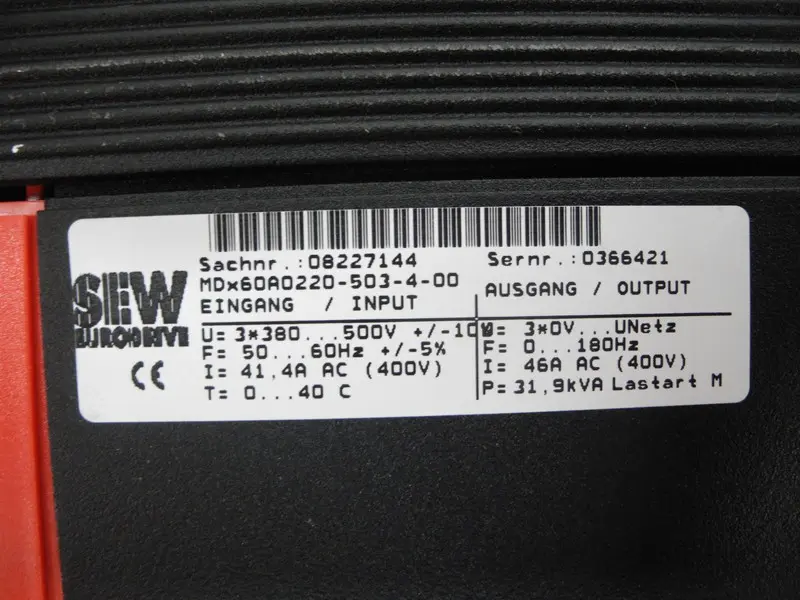 Sachnr.:08227144
Sernr.:0366421
MDx60A0220-503-4-00
EINGANG / INPUT
AUSGANG / OUTPUT
SEW
EURODRIVE
CE
U= 3*380...500V +/-10
U= 3*0V...UNetz
F= 50...60Hz +/-5%
F= 0...180Hz
I= 41,4A AC (400V)
I= 46A AC (400V)
T= 0...40 C
P= 31,9kVA Lastart M